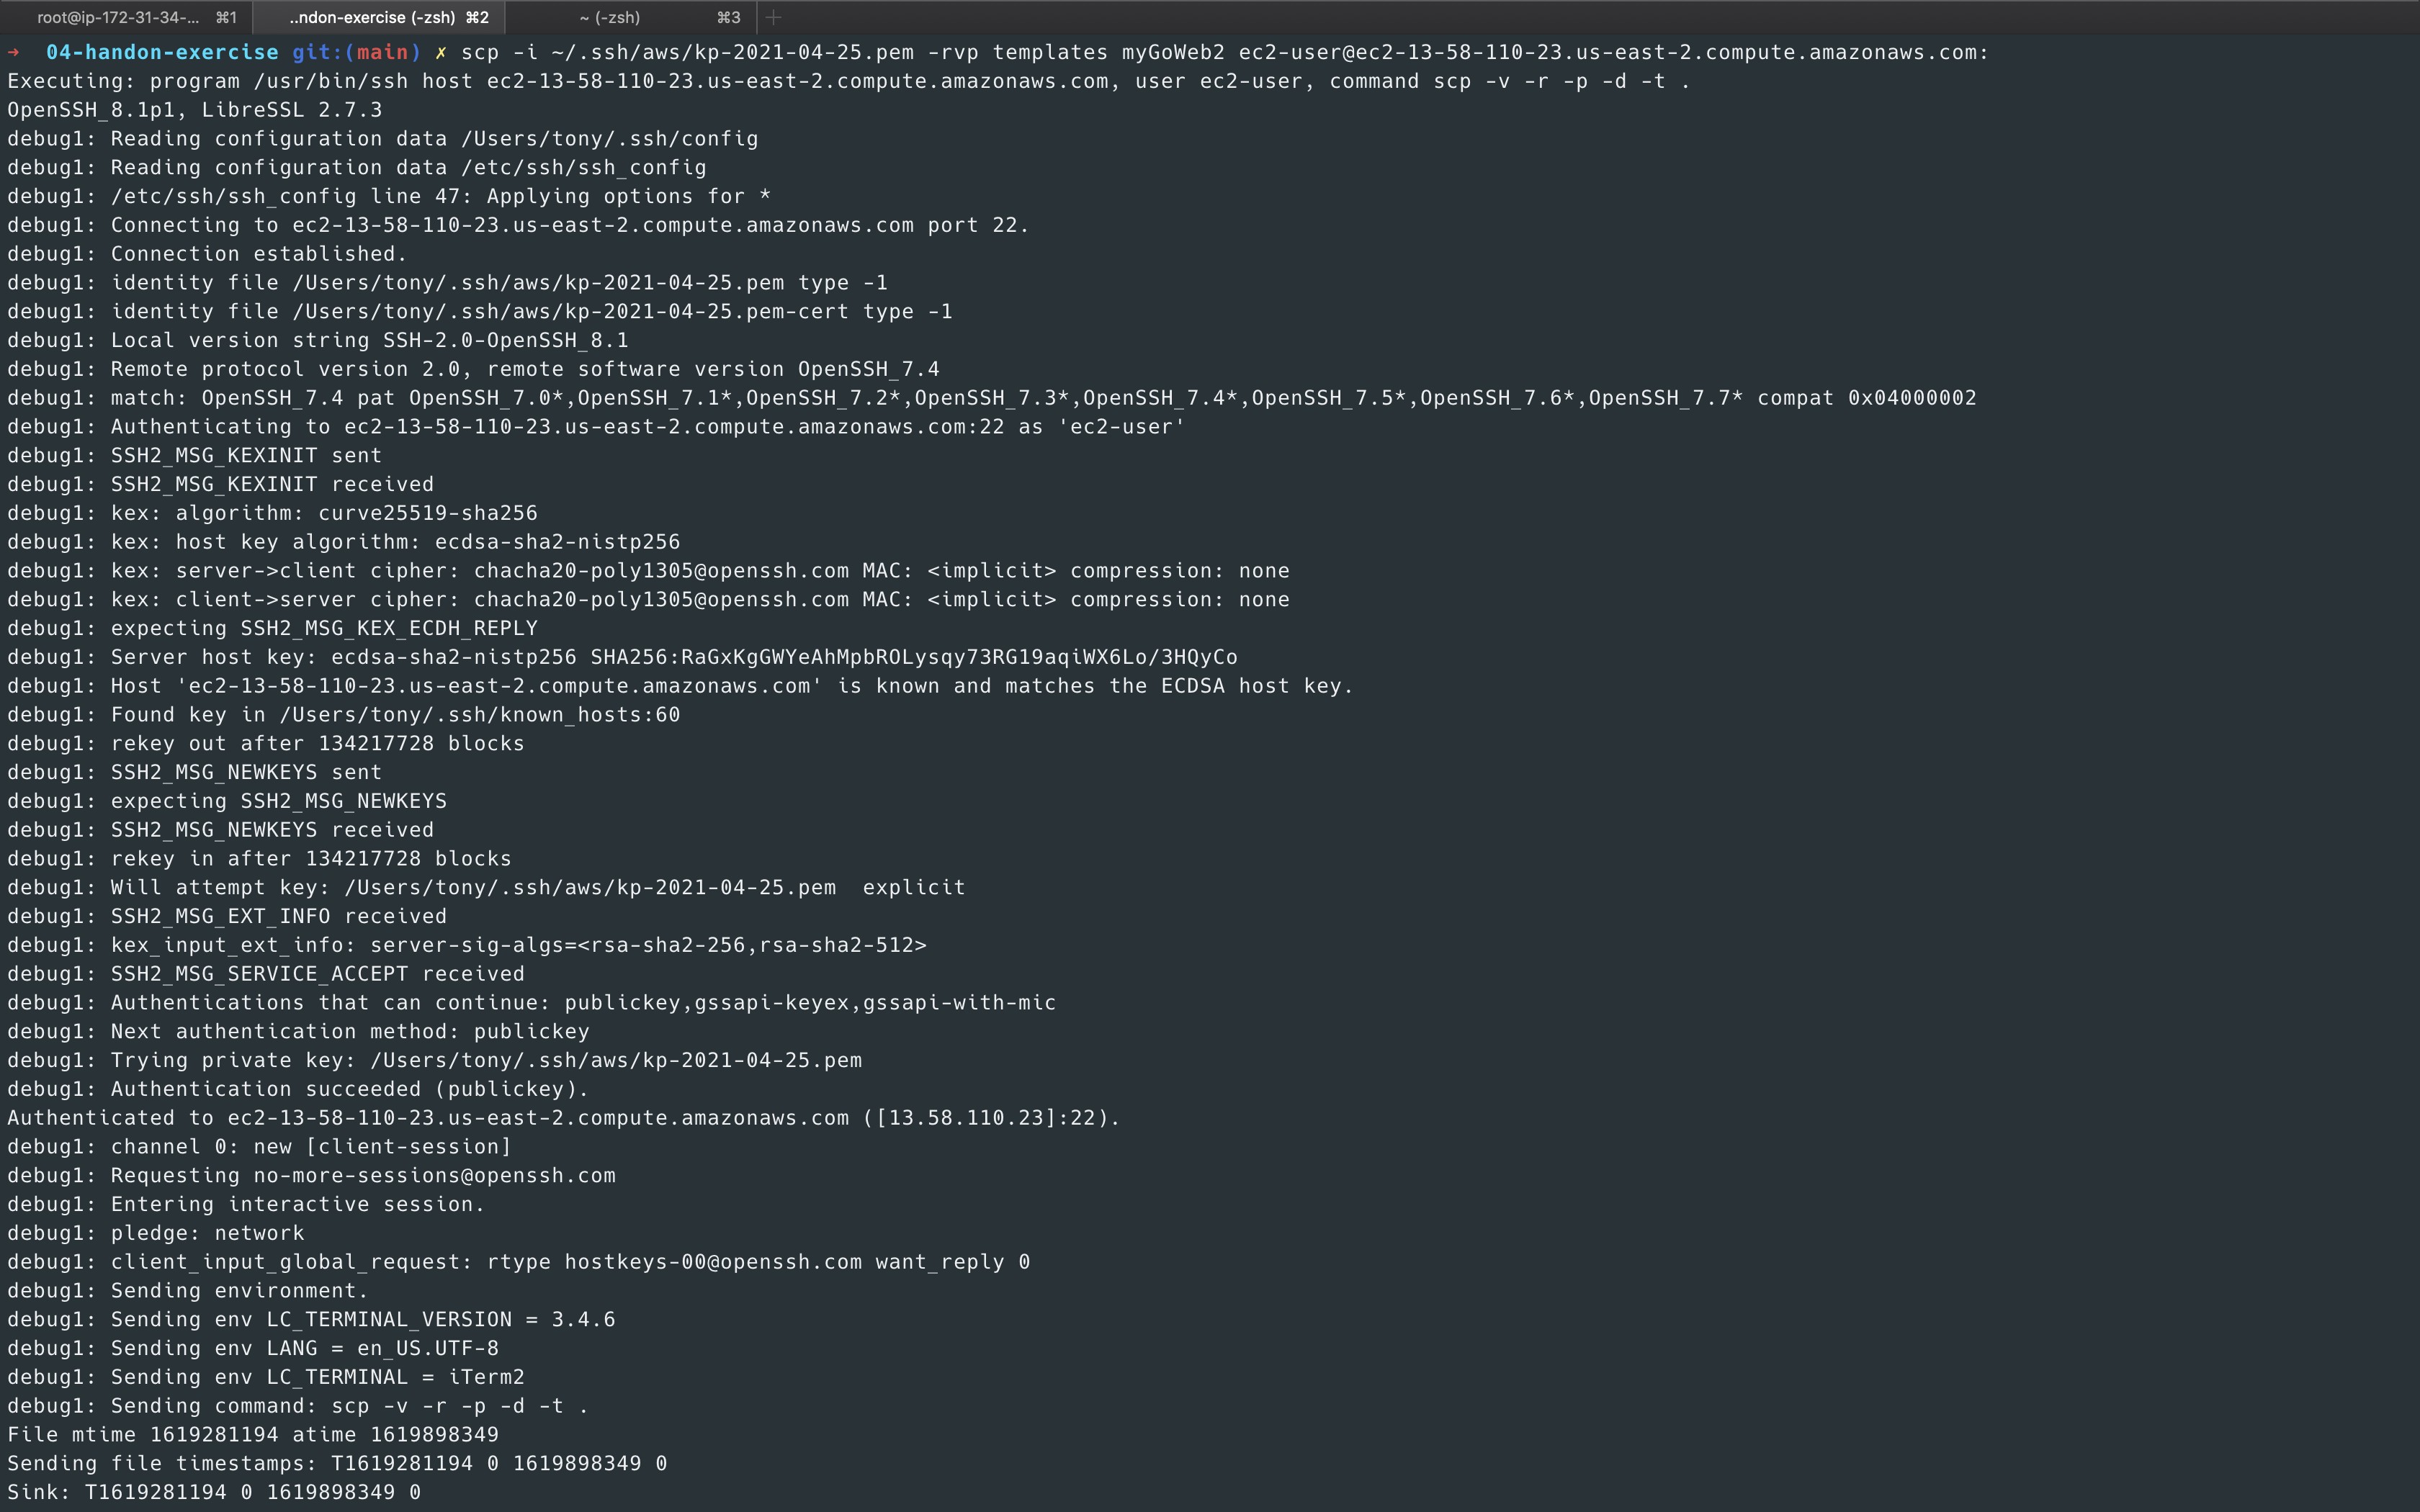 root@ip-172-31-34-... ⌘1 ..ndon-exercise (-zsh) ⌘2 ~ (-zsh) ⌘3 +
→ 04-handon-exercise git:(main) ✗ scp -i ~/.ssh/aws/kp-2021-04-25.pem -rvp templates myGoWeb2 ec2-user@ec2-13-58-110-23.us-east-2.compute.amazonaws.com:
Executing: program /usr/bin/ssh host ec2-13-58-110-23.us-east-2.compute.amazonaws.com, user ec2-user, command scp -v -r -p -d -t .
OpenSSH_8.1p1, LibreSSL 2.7.3
debug1: Reading configuration data /Users/tony/.ssh/config
debug1: Reading configuration data /etc/ssh/ssh_config
debug1: /etc/ssh/ssh_config line 47: Applying options for *
debug1: Connecting to ec2-13-58-110-23.us-east-2.compute.amazonaws.com port 22.
debug1: Connection established.
debug1: identity file /Users/tony/.ssh/aws/kp-2021-04-25.pem type -1
debug1: identity file /Users/tony/.ssh/aws/kp-2021-04-25.pem-cert type -1
debug1: Local version string SSH-2.0-OpenSSH_8.1
debug1: Remote protocol version 2.0, remote software version OpenSSH_7.4
debug1: match: OpenSSH_7.4 pat OpenSSH_7.0*,OpenSSH_7.1*,OpenSSH_7.2*,OpenSSH_7.3*,OpenSSH_7.4*,OpenSSH_7.5*,OpenSSH_7.6*,OpenSSH_7.7* compat 0x04000002
debug1: Authenticating to ec2-13-58-110-23.us-east-2.compute.amazonaws.com:22 as 'ec2-user'
debug1: SSH2_MSG_KEXINIT sent
debug1: SSH2_MSG_KEXINIT received
debug1: kex: algorithm: curve25519-sha256
debug1: kex: host key algorithm: ecdsa-sha2-nistp256
debug1: kex: server->client cipher: chacha20-poly1305@openssh.com MAC: <implicit> compression: none
debug1: kex: client->server cipher: chacha20-poly1305@openssh.com MAC: <implicit> compression: none
debug1: expecting SSH2_MSG_KEX_ECDH_REPLY
debug1: Server host key: ecdsa-sha2-nistp256 SHA256:RaGxKgGWYeAhMpbROLysqy73RG19aqiWX6Lo/3HQyCo
debug1: Host 'ec2-13-58-110-23.us-east-2.compute.amazonaws.com' is known and matches the ECDSA host key.
debug1: Found key in /Users/tony/.ssh/known_hosts:60
debug1: rekey out after 134217728 blocks
debug1: SSH2_MSG_NEWKEYS sent
debug1: expecting SSH2_MSG_NEWKEYS
debug1: SSH2_MSG_NEWKEYS received
debug1: rekey in after 134217728 blocks
debug1: Will attempt key: /Users/tony/.ssh/aws/kp-2021-04-25.pem  explicit
debug1: SSH2_MSG_EXT_INFO received
debug1: kex_input_ext_info: server-sig-algs=<rsa-sha2-256,rsa-sha2-512>
debug1: SSH2_MSG_SERVICE_ACCEPT received
debug1: Authentications that can continue: publickey,gssapi-keyex,gssapi-with-mic
debug1: Next authentication method: publickey
debug1: Trying private key: /Users/tony/.ssh/aws/kp-2021-04-25.pem
debug1: Authentication succeeded (publickey).
Authenticated to ec2-13-58-110-23.us-east-2.compute.amazonaws.com ([13.58.110.23]:22).
debug1: channel 0: new [client-session]
debug1: Requesting no-more-sessions@openssh.com
debug1: Entering interactive session.
debug1: pledge: network
debug1: client_input_global_request: rtype hostkeys-00@openssh.com want_reply 0
debug1: Sending environment.
debug1: Sending env LC_TERMINAL_VERSION = 3.4.6
debug1: Sending env LANG = en_US.UTF-8
debug1: Sending env LC_TERMINAL = iTerm2
debug1: Sending command: scp -v -r -p -d -t .
File mtime 1619281194 atime 1619898349
Sending file timestamps: T1619281194 0 1619898349 0
Sink: T1619281194 0 1619898349 0